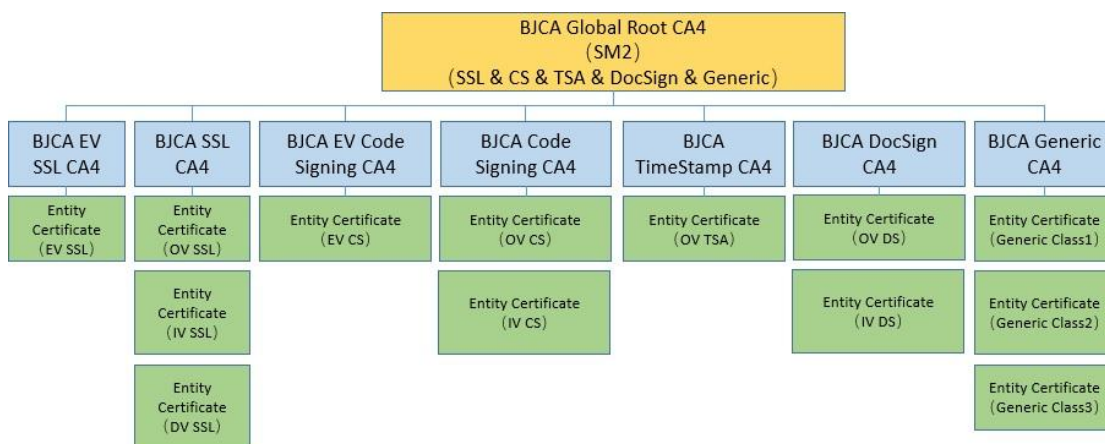 BJCA Global Root CA4
(SM2)
(SSL & CS & TSA & DocSign & Generic)
BJCA EV
SSL CA4
BJCA SSL
CA4
BJCA EV Code
Signing CA4
BJCA Code
Signing CA4
BJCA
TimeStamp CA4
BJCA DocSign
CA4
BJCA Generic
CA4
Entity
Certificate
(EV SSL)
Entity
Certificate
(OV SSL)
Entity Certificate
(EV CS)
Entity Certificate
(OV CS)
Entity Certificate
(OV TSA)
Entity Certificate
(OV DS)
Entity Certificate
(Generic Class1)
Entity
Certificate
(IV SSL)
Entity Certificate
(IV CS)
Entity Certificate
(IV DS)
Entity Certificate
(Generic Class2)
Entity
Certificate
(DV SSL)
Entity Certificate
(Generic Class3)